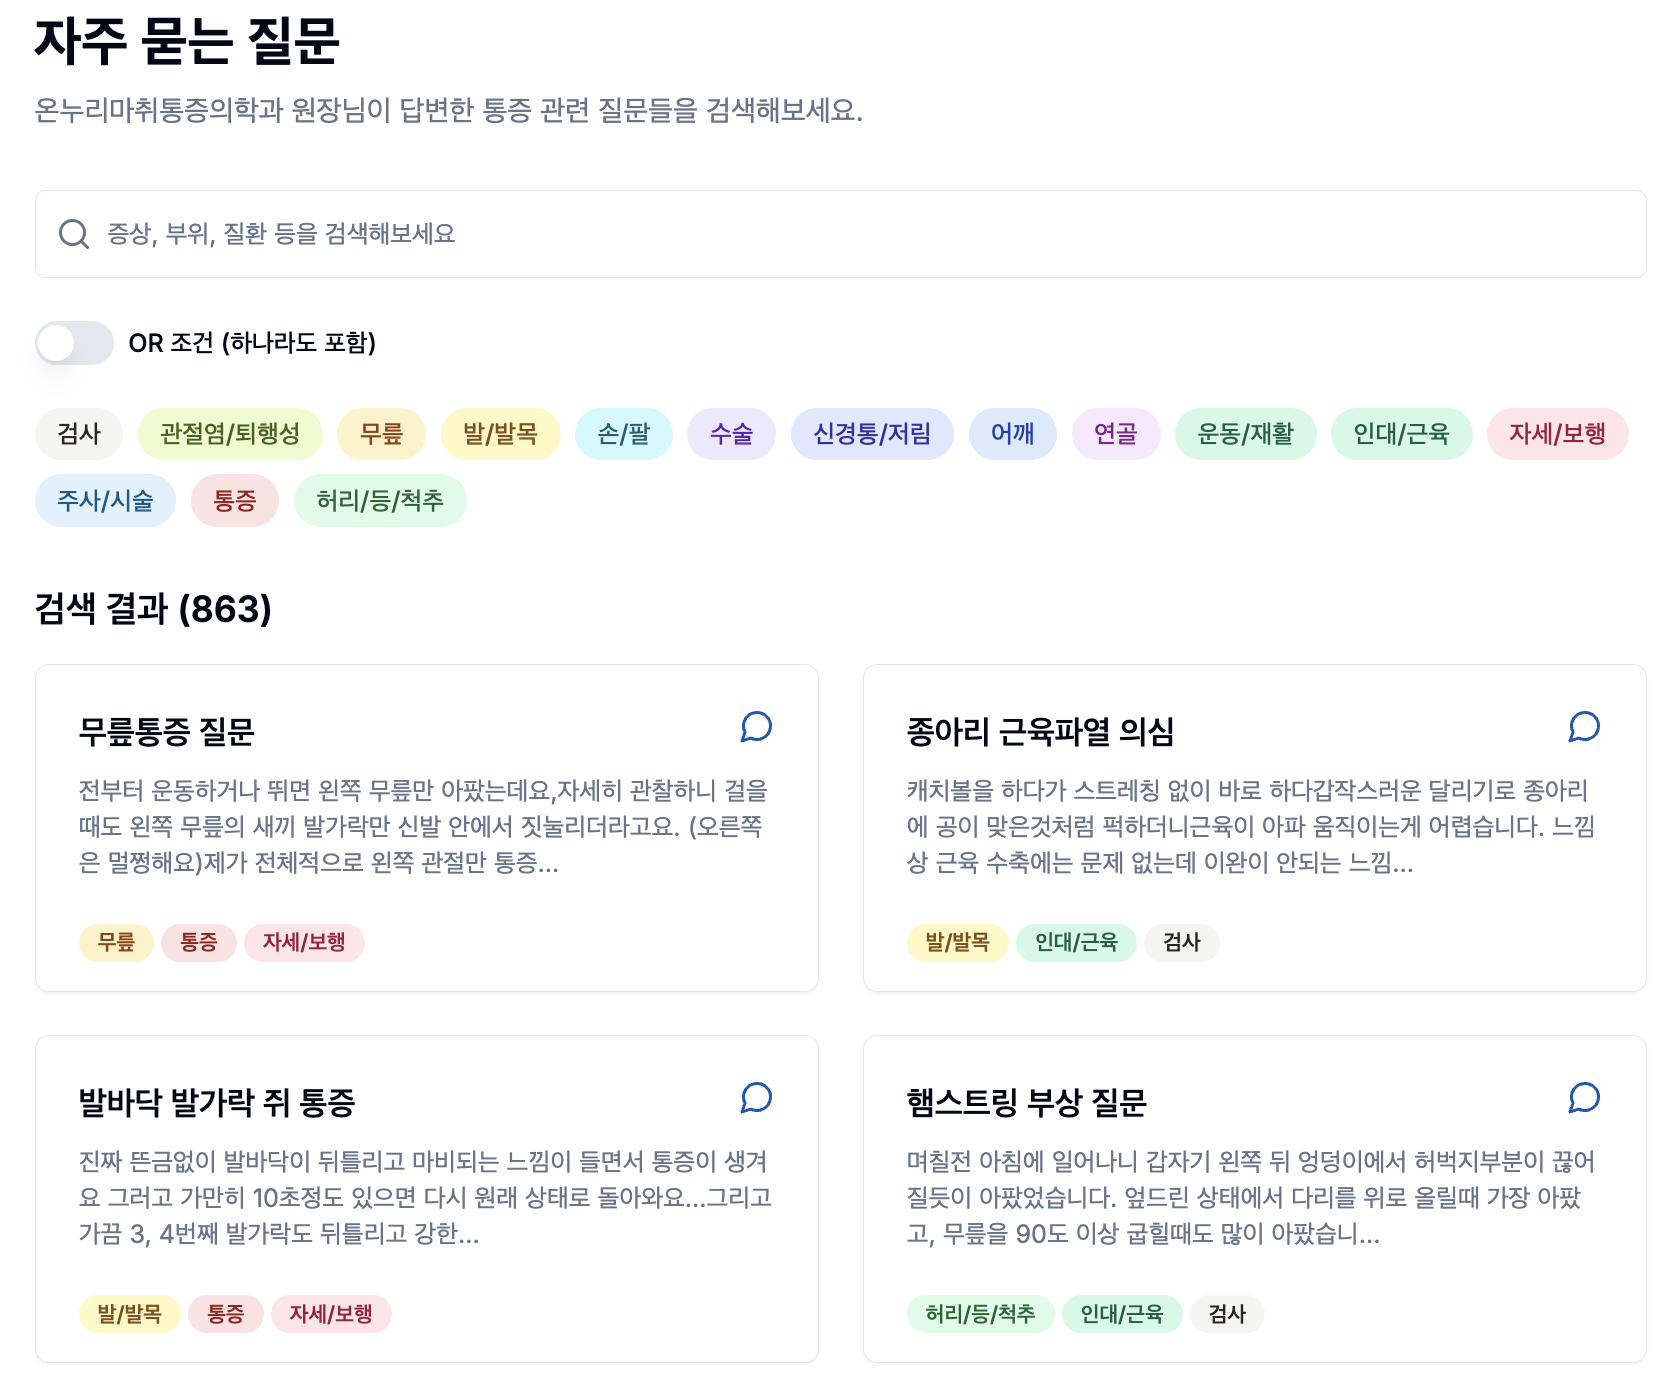 자주 묻는 질문
온누리마취통증의학과 원장님이 답변한 통증 관련 질문들을 검색해보세요.
증상, 부위, 질환 등을 검색해보세요
OR 조건 (하나라도 포함)
검사 관절염/퇴행성 무릎 발/발목 손/팔 수술 신경통/저림 어깨 연골 운동/재활 인대/근육 자세/보행
주사/시술 통증 허리/등/척추
검색 결과 (863)
무릎통증 질문
전부터 운동하거나 뛰면 왼쪽 무릎만 아팠는데요,자세히 관찰하니 걸을
때도 왼쪽 무릎의 새끼 발가락만 신발 안에서 짓눌리더라고요. (오른쪽
은 멀쩡해요)제가 전체적으로 왼쪽 관절만 통증...
무릎 통증 자세/보행
종아리 근육파열 의심
캐치볼을 하다가 스트레칭 없이 바로 하다갑작스러운 달리기로 종아리
에 공이 맞은것처럼 퍽하더니근육이 아파 움직이는게 어렵습니다. 느낌
상 근육 수축에는 문제 없는데 이완이 안되는 느낌...
발/발목 인대/근육 검사
발바닥 발가락 쥐 통증
진짜 뜬금없이 발바닥이 뒤틀리고 마비되는 느낌이 들면서 통증이 생겨
요 그러고 가만히 10초정도 있으면 다시 원래 상태로 돌아와요...그리고
가끔 3, 4번째 발가락도 뒤틀리고 강한...
발/발목 통증 자세/보행
햄스트링 부상 질문
며칠전 아침에 일어나니 갑자기 왼쪽 뒤 엉덩이에서 허벅지부분이 끊어
질듯이 아팠었습니다. 엎드린 상태에서 다리를 위로 올릴때 가장 아팠
고, 무릎을 90도 이상 굽힐때도 많이 아팠습니...
허리/등/척추 인대/근육 검사